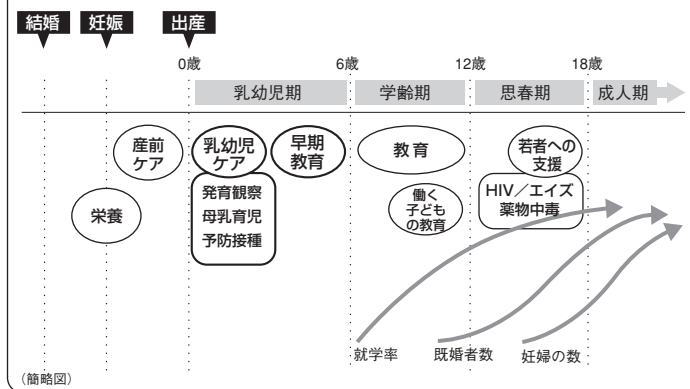 結婚
妊娠
出産
0歳
6歳
12歳
18歳
乳幼児期
学齢期
思春期
成人期
産前
ケア
乳幼児
ケア
早期
教育
教育
若者への
支援
栄養
発育観察
母乳育児
予防接種
働く
子ども
の教育
HIV／エイズ
薬物中毒
就学率
既婚者数
妊婦の数
（簡略図）